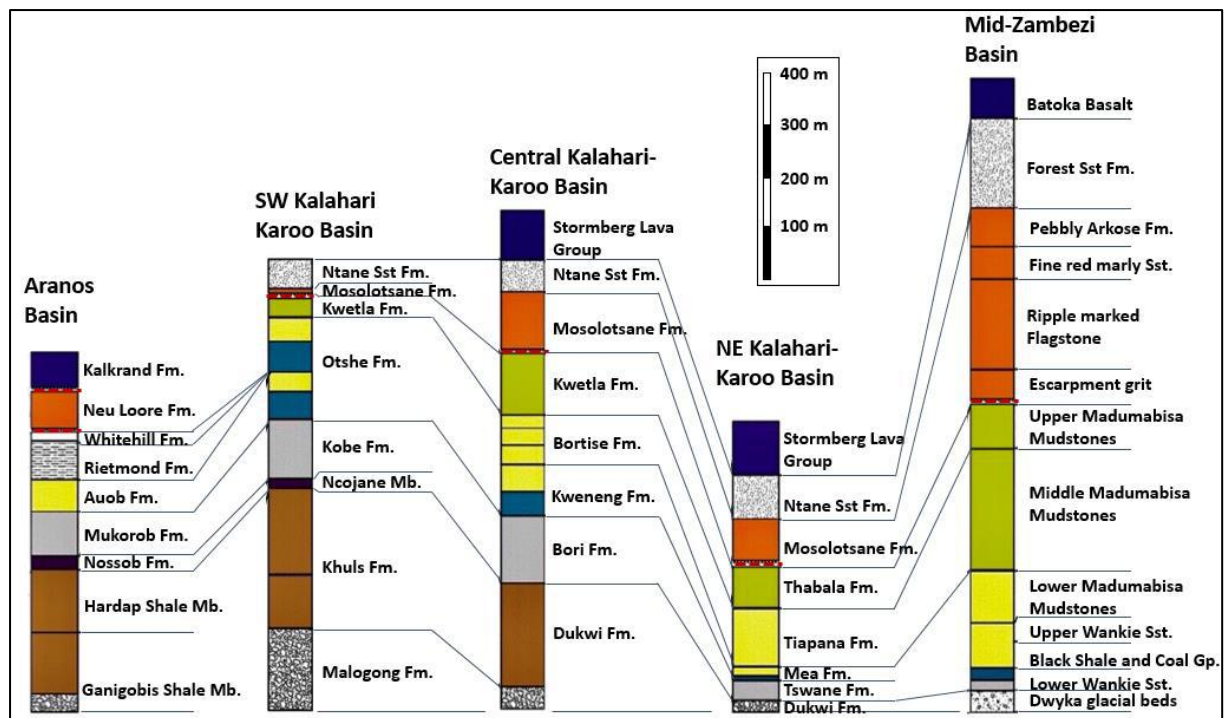 Aranos
Basin
Kalkrand Fm.
Neu Loore Fm.
Whitehill Fm.
Rietmond Fm.
Auob Fm.
Mukorob Fm.
Nossob Fm.
Hardap Shale Mb.
Ganigobis Shale Mb.
SW Kalahari
Karoo Basin
Ntane Sst Fm.
Mosolotsane Fm.
Kwetla Fm.
Otshe Fm.
Kobe Fm.
Ncojane Mb.
Khuls Fm.
Malogong Fm.
Central Kalahari-
Karoo Basin
Stormberg Lava
Group
Ntane Sst Fm.
Mosolotsane Fm.
Kwetla Fm.
Bortise Fm.
Kweneng Fm.
Bori Fm.
Dukwi Fm.
400 m
300 m
200 m
100 m
NE Kalahari-
Karoo Basin
Stormberg Lava
Group
Ntane Sst Fm.
Mosolotsane Fm.
Thabala Fm.
Tiapana Fm.
Mea Fm.
Tswane Fm.
Dukwi Fm.
Mid-Zambezi
Basin
Batoka Basalt
Forest Sst Fm.
Pebbly Arkose Fm.
Fine red marly Sst.
Ripple marked
Flagstone
Escarpment grit
Upper Madumabisa
Mudstones
Middle Madumabisa
Mudstones
Lower Madumabisa
Mudstones
Upper Wankie Sst.
Black Shale and Coal Gp.
Lower Wankie Sst.
Dwyka glacial beds